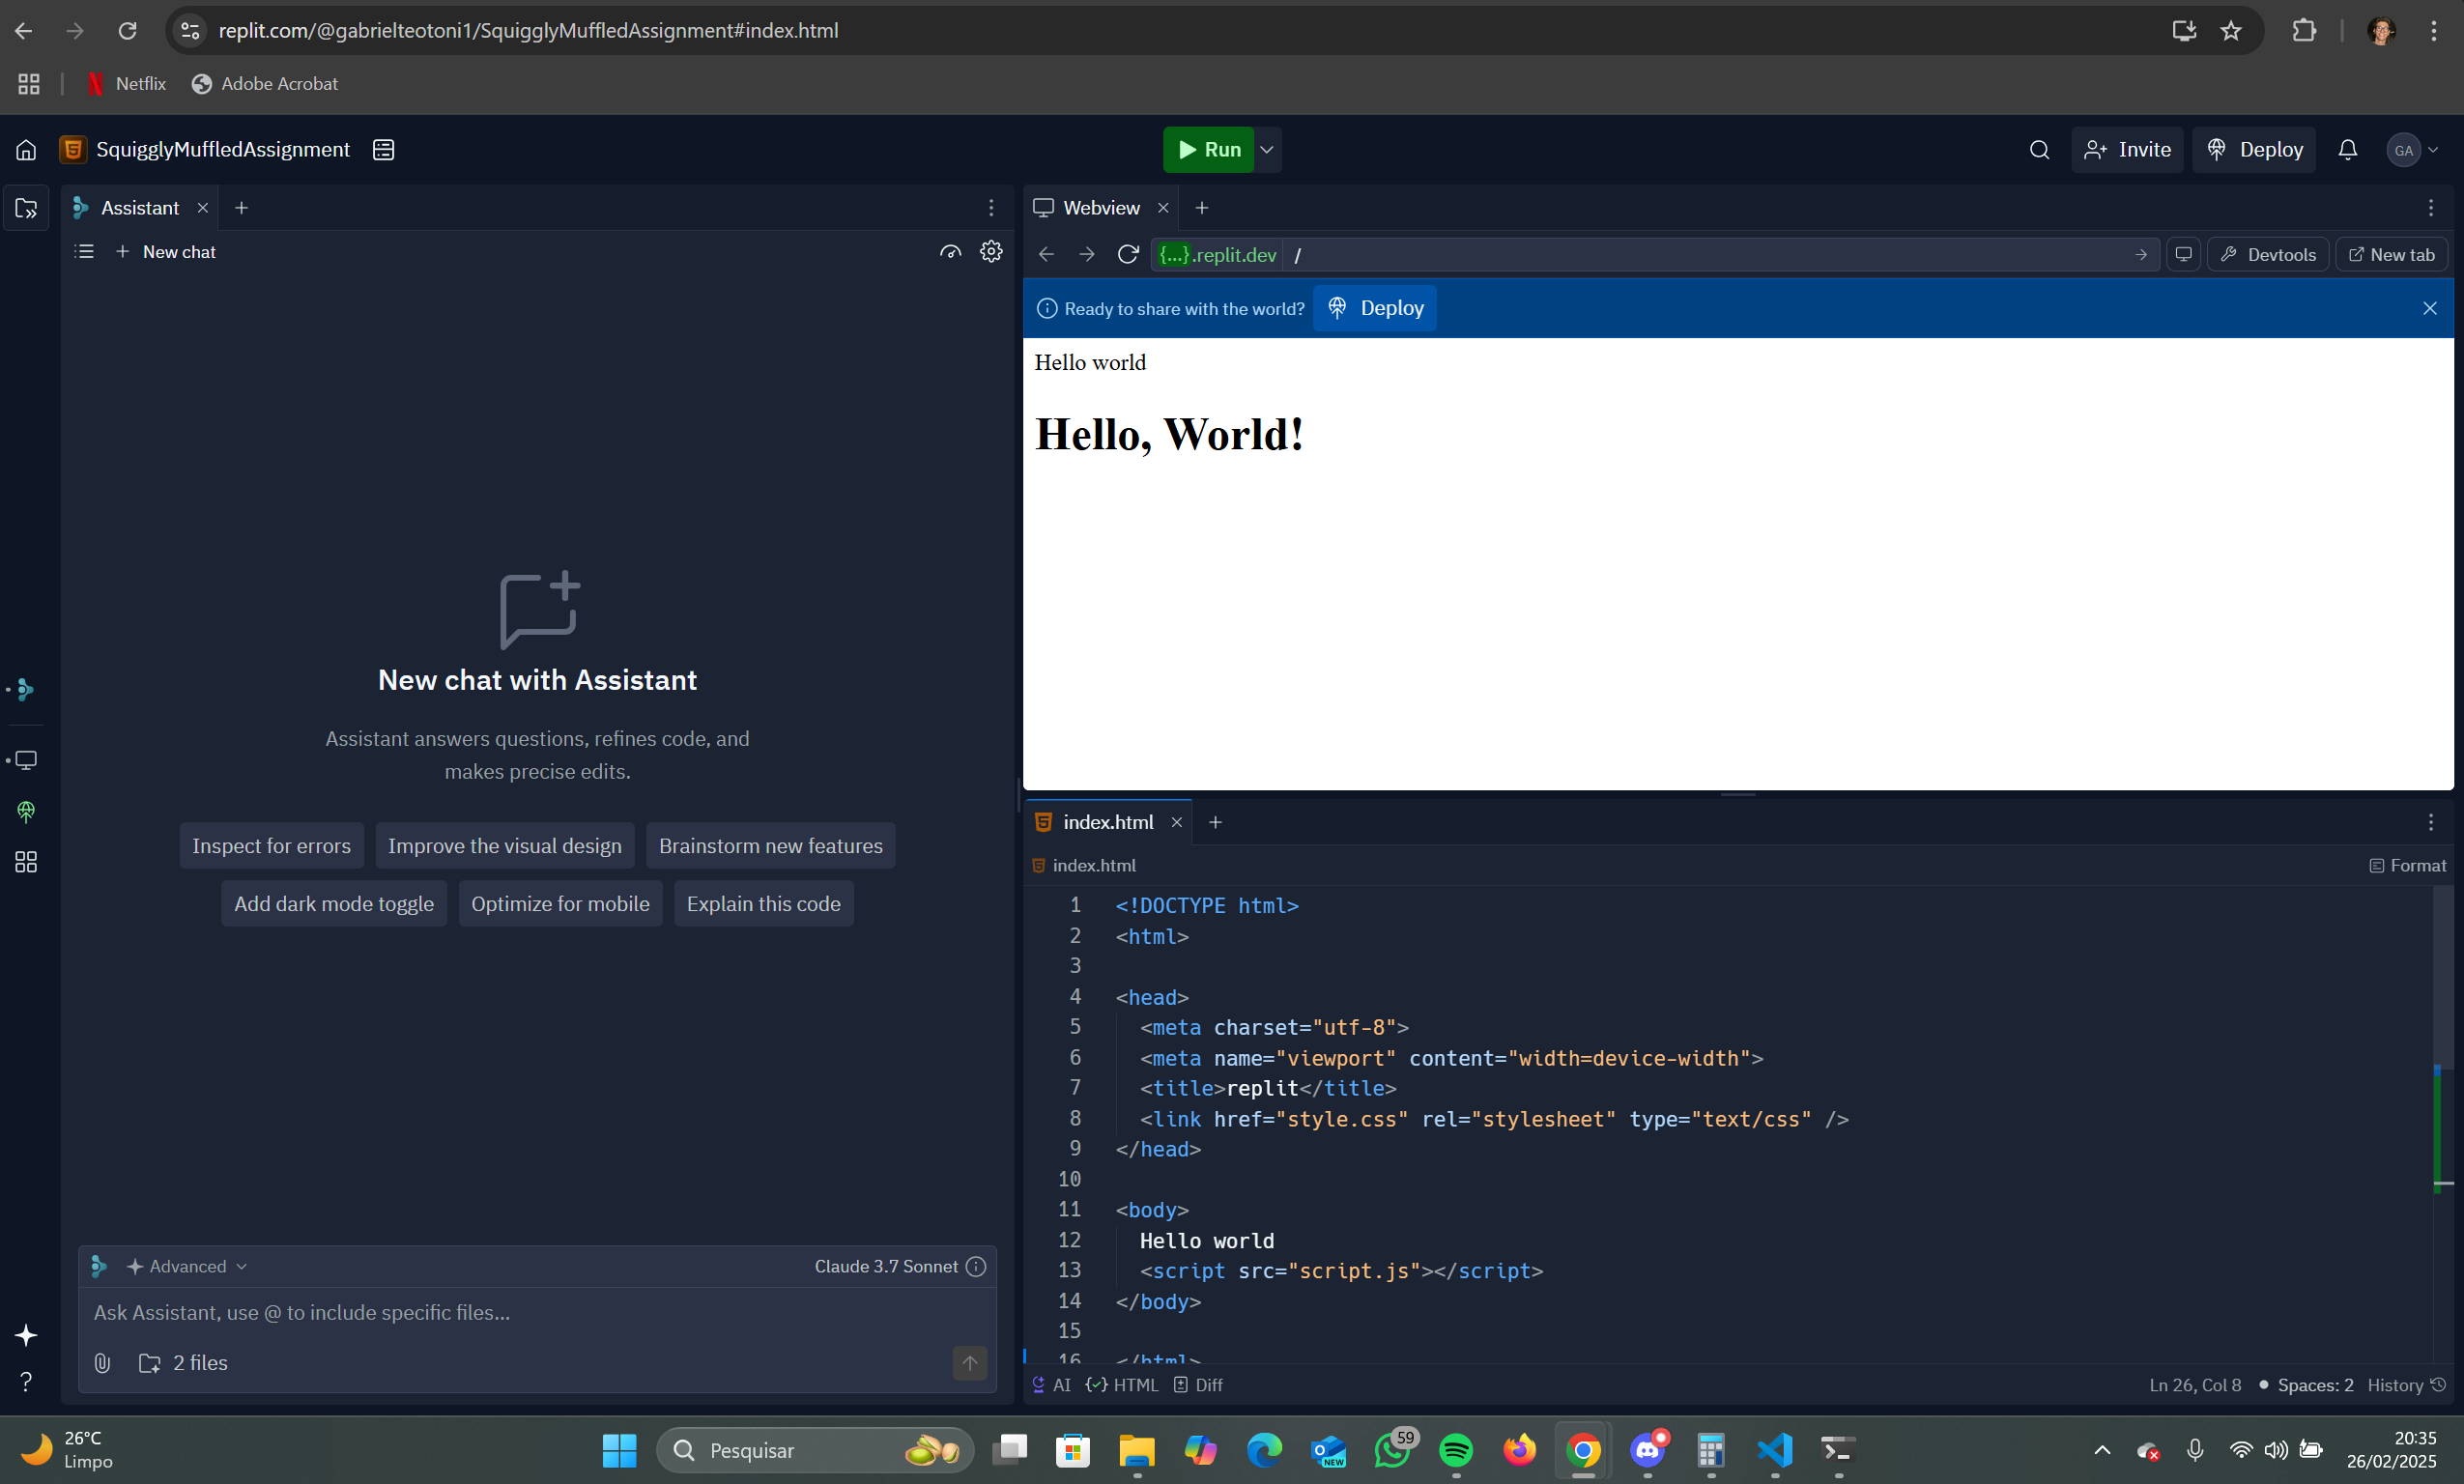 replit.com/@gabrielteotoni1/SquigglyMuffledAssignment#index.html
Netflix
Adobe Acrobat
SquigglyMuffledAssignment
Run
Invite
Deploy
GA
Assistant
New chat
New chat with Assistant
Assistant answers questions, refines code, and
makes precise edits.
Inspect for errors
Improve the visual design
Brainstorm new features
Add dark mode toggle
Optimize for mobile
Explain this code
Advanced
Claude 3.7 Sonnet
Ask Assistant, use @ to include specific files...
2 files
Webview
{...}.replit.dev /
Devtools
New tab
Ready to share with the world?
Deploy
Hello world
Hello, World!
index.html
index.html
Format
1 <!DOCTYPE html>
2 <html>
3
4 <head>
5 <meta charset="utf-8">
6 <meta name="viewport" content="width=device-width">
7 <title>replit</title>
8 <link href="style.css" rel="stylesheet" type="text/css" />
9 </head>
10
11 <body>
12 Hello world
13 <script src="script.js"></script>
14 </body>
15
16 </html>
AI
HTML
Diff
Ln 26, Col 8
Spaces: 2
History
26°C
Limpo
Pesquisar
NEW
59
20:35
26/02/2025